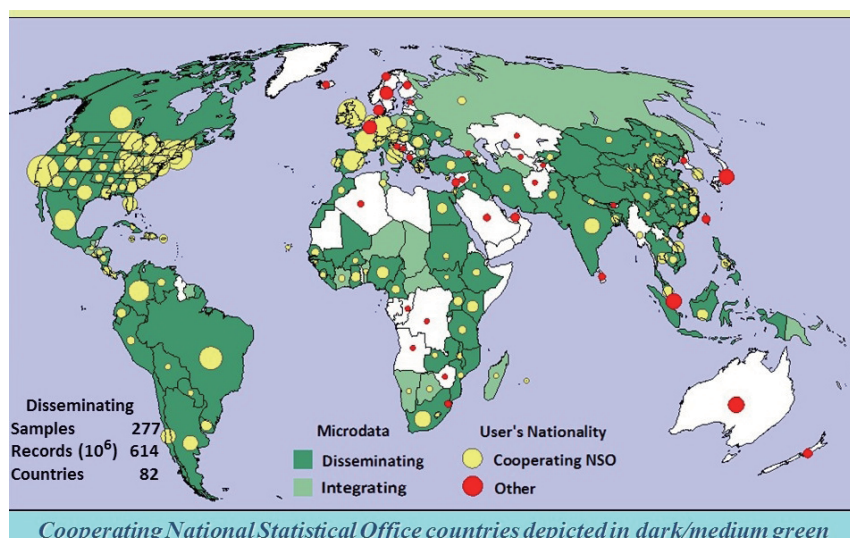 Disseminating
Samples 277
Records (10⁶) 614
Countries 82
Microdata
Disseminating
Integrating
User's Nationality
Cooperating NSO
Other
Cooperating National Statistical Office countries depicted in dark/medium green